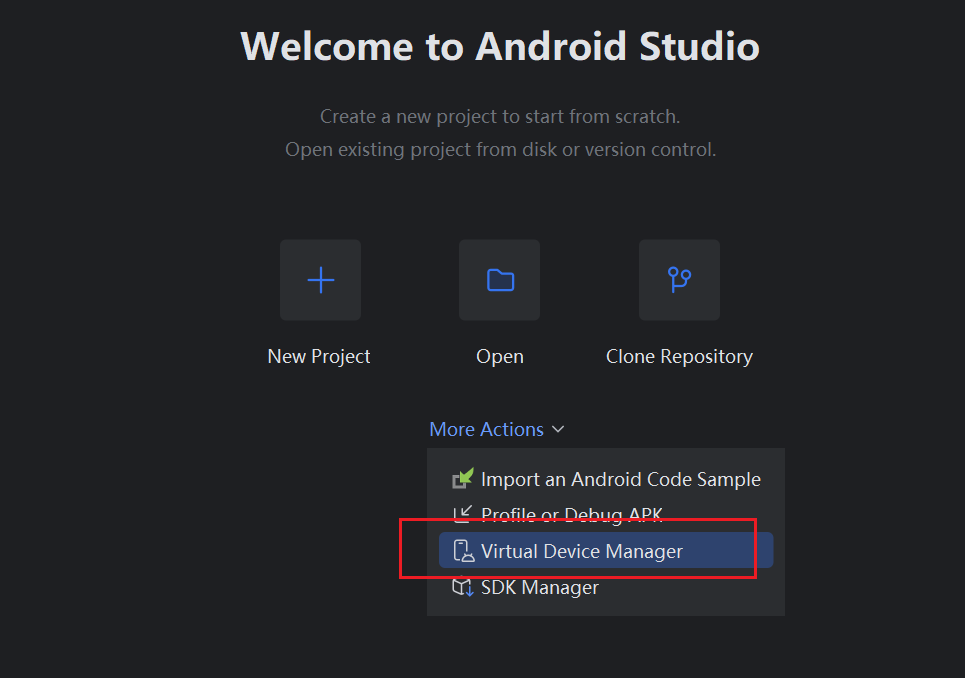 Welcome to Android Studio
Create a new project to start from scratch.
Open existing project from disk or version control.
New Project
Open
Clone Repository
More Actions
Import an Android Code Sample
Profile or Debug APK
Virtual Device Manager
SDK Manager